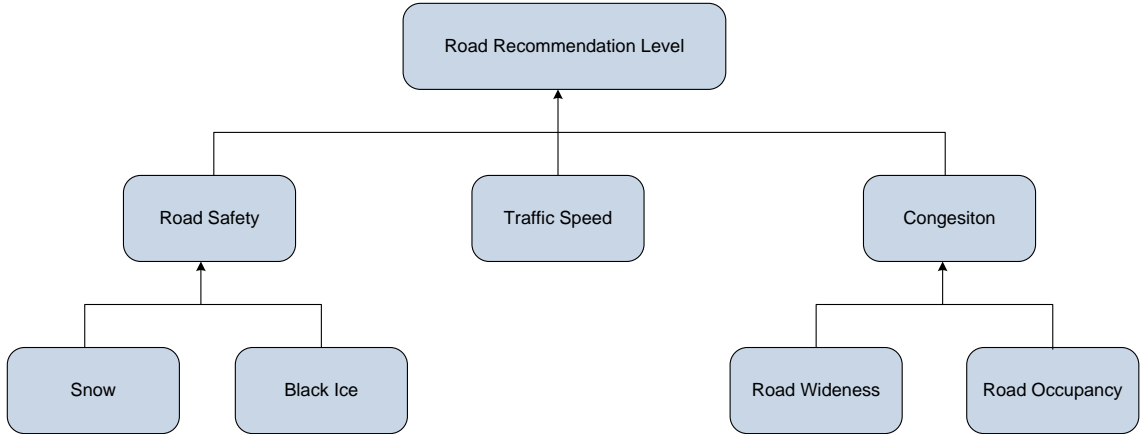 Road Recommendation Level
Road Safety
Traffic Speed
Congesiton
Snow
Black Ice
Road Wideness
Road Occupancy